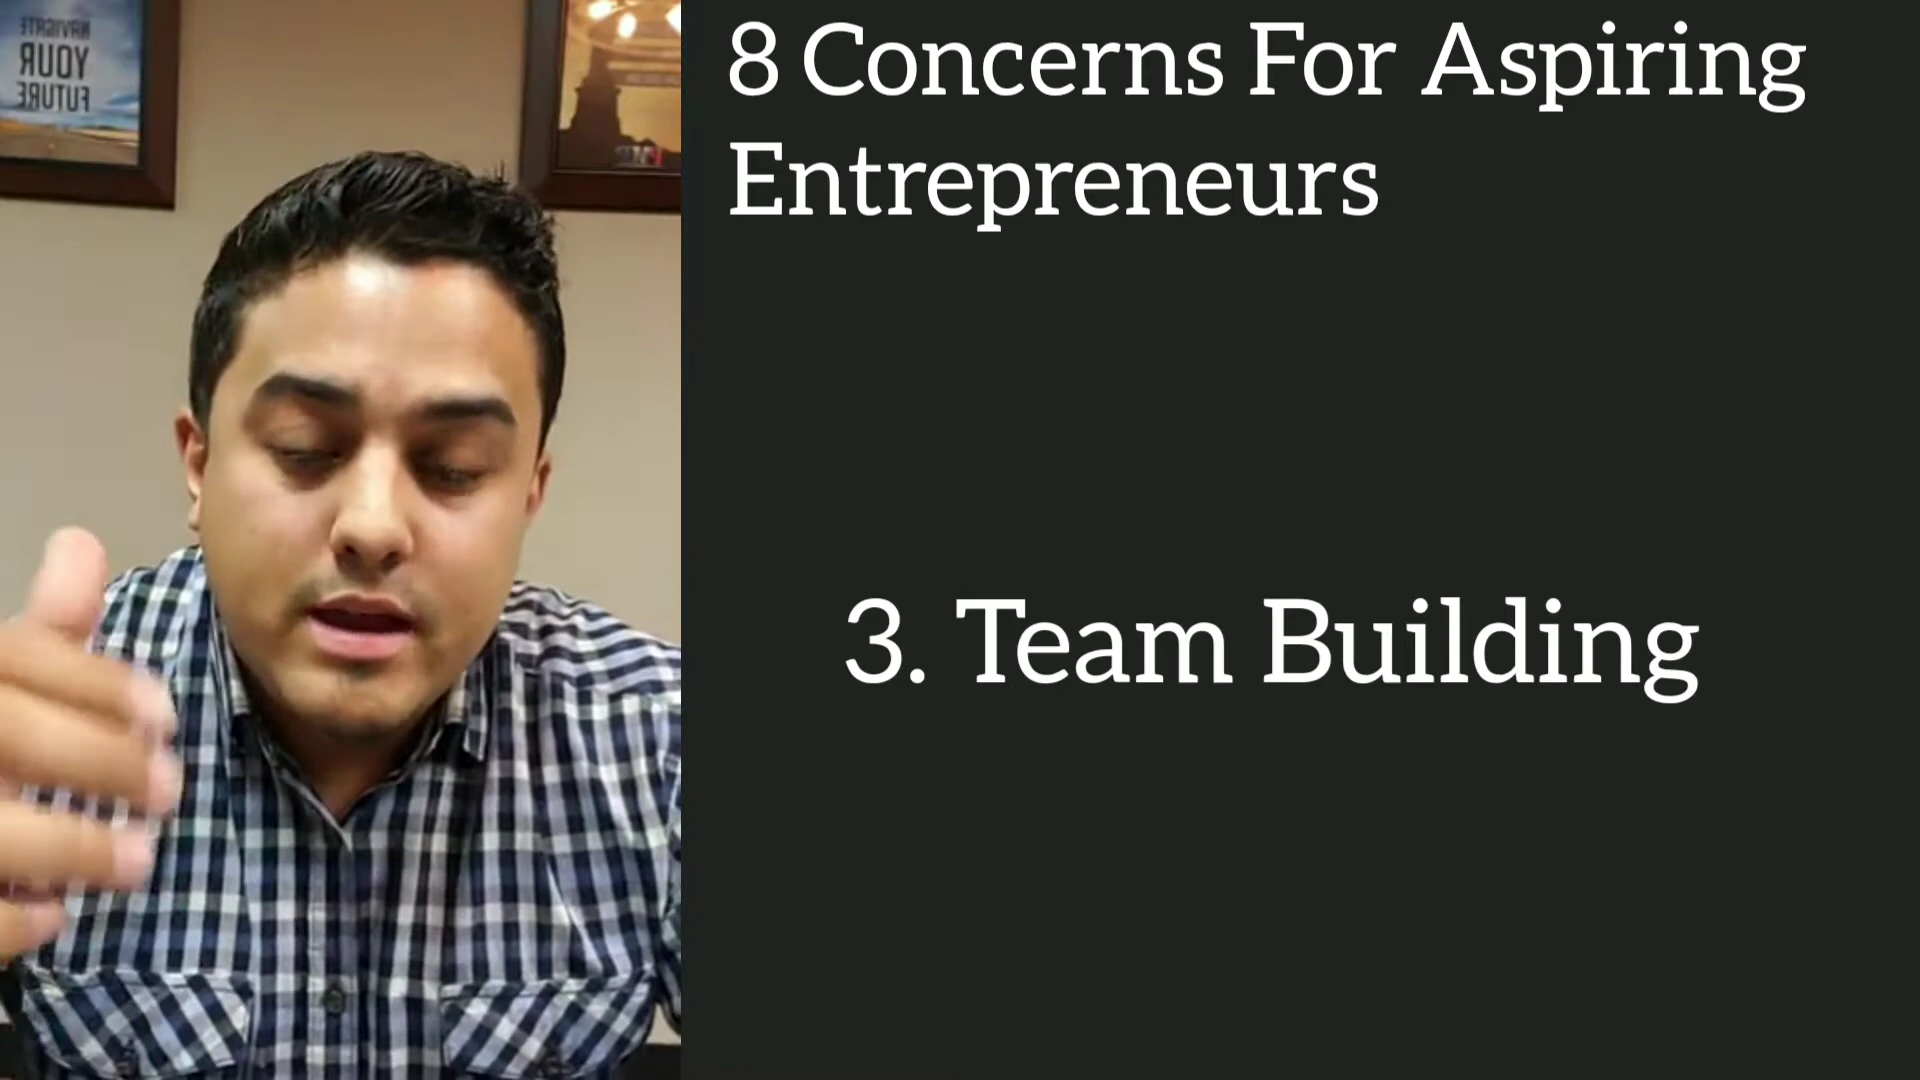 NAVIGATE
YOUR
FUTURE
8 Concerns For Aspiring
Entrepreneurs
3. Team Building